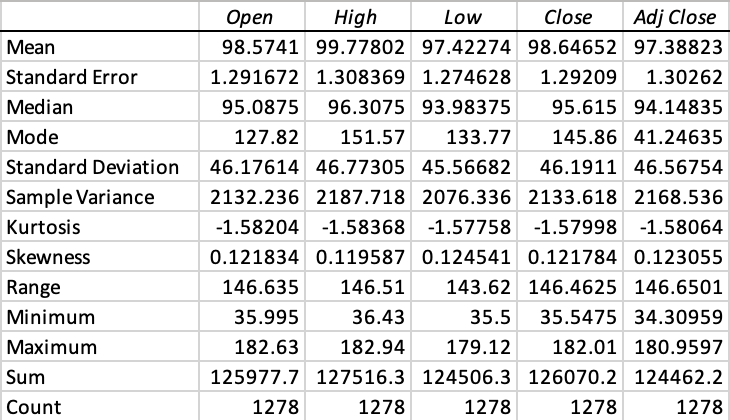 Open High Low Close Adj Close
Mean 98.5741 99.77802 97.42274 98.64652 97.38823
Standard Error 1.291672 1.308369 1.274628 1.29209 1.30262
Median 95.0875 96.3075 93.98375 95.615 94.14835
Mode 127.82 151.57 133.77 145.86 41.24635
Standard Deviation 46.17614 46.77305 45.56682 46.1911 46.56754
Sample Variance 2132.236 2187.718 2076.336 2133.618 2168.536
Kurtosis -1.58204 -1.58368 -1.57758 -1.57998 -1.58064
Skewness 0.121834 0.119587 0.124541 0.121784 0.123055
Range 146.635 146.51 143.62 146.4625 146.6501
Minimum 35.995 36.43 35.5 35.5475 34.30959
Maximum 182.63 182.94 179.12 182.01 180.9597
Sum 125977.7 127516.3 124506.3 126070.2 124462.2
Count 1278 1278 1278 1278 1278